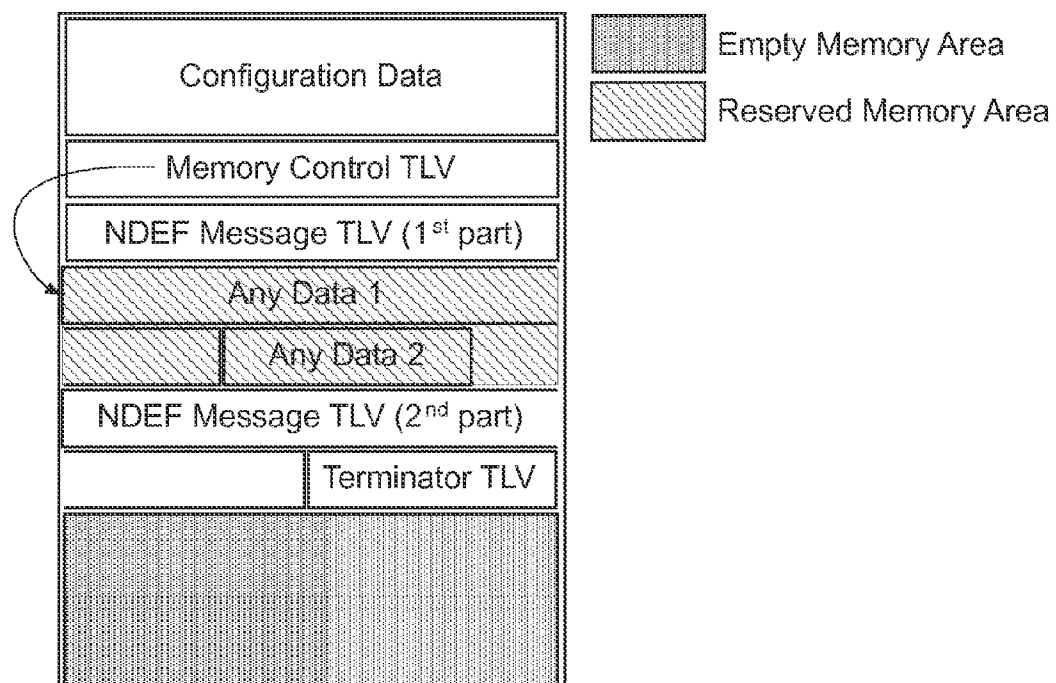 Configuration Data
Empty Memory Area
Reserved Memory Area
Memory Control TLV
NDEF Message TLV (1st part)
Any Data 1
Any Data 2
NDEF Message TLV (2nd part)
Terminator TLV